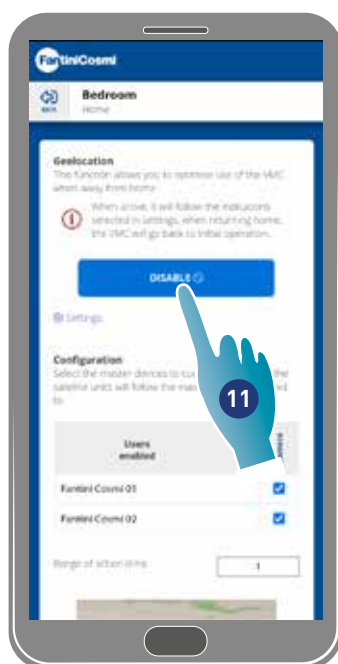 FantiniCosmi
BACK
Bedroom
Home
Geolocation
This function allows you to optimise use of the VMC
when away from home
When active, it will follow the indications
selected in settings, when returning home,
the VMC will go back to initial operation.
DISABLE
Settings
Configuration
Select the master devices to the
satellite units will follow the
to:
11
Users
enabled
Fantini Cosmi 01
Fantini Cosmi 02
Range of action
1